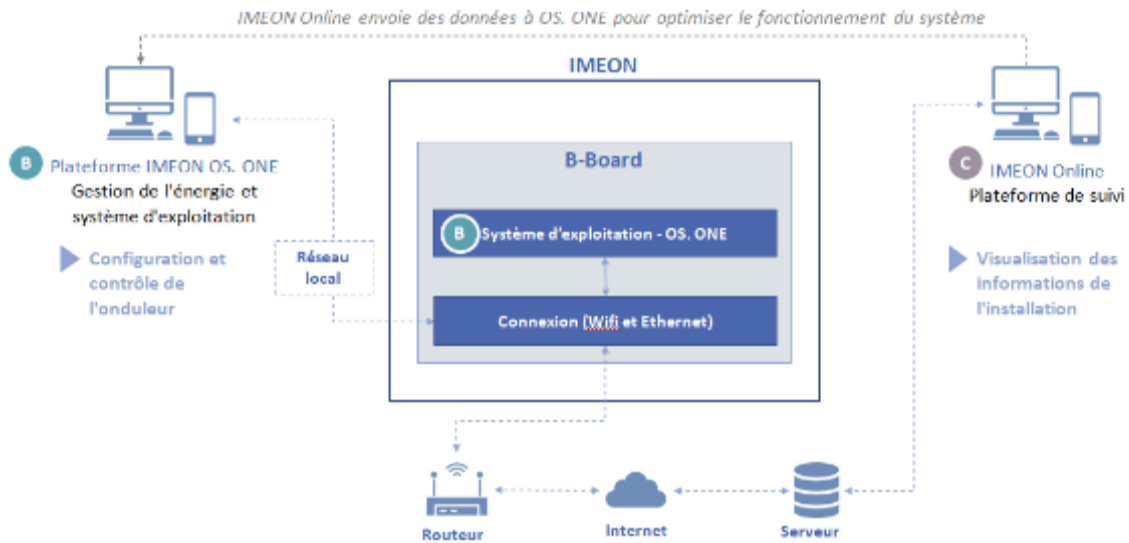 IMEON Online envoie des données à OS. ONE pour optimiser le fonctionnement du système
IMEON
B-Board
B
Plateforme IMEON OS. ONE
Gestion de l'énergie et
système d'exploitation
Configuration et
contrôle de
l'onduleur
Réseau
local
B
Système d'exploitation - OS. ONE
Connexion (Wifi et Ethernet)
C
IMEON Online
Plateforme de suivi
Visualisation des
informations de
l'installation
Routeur
Internet
Serveur